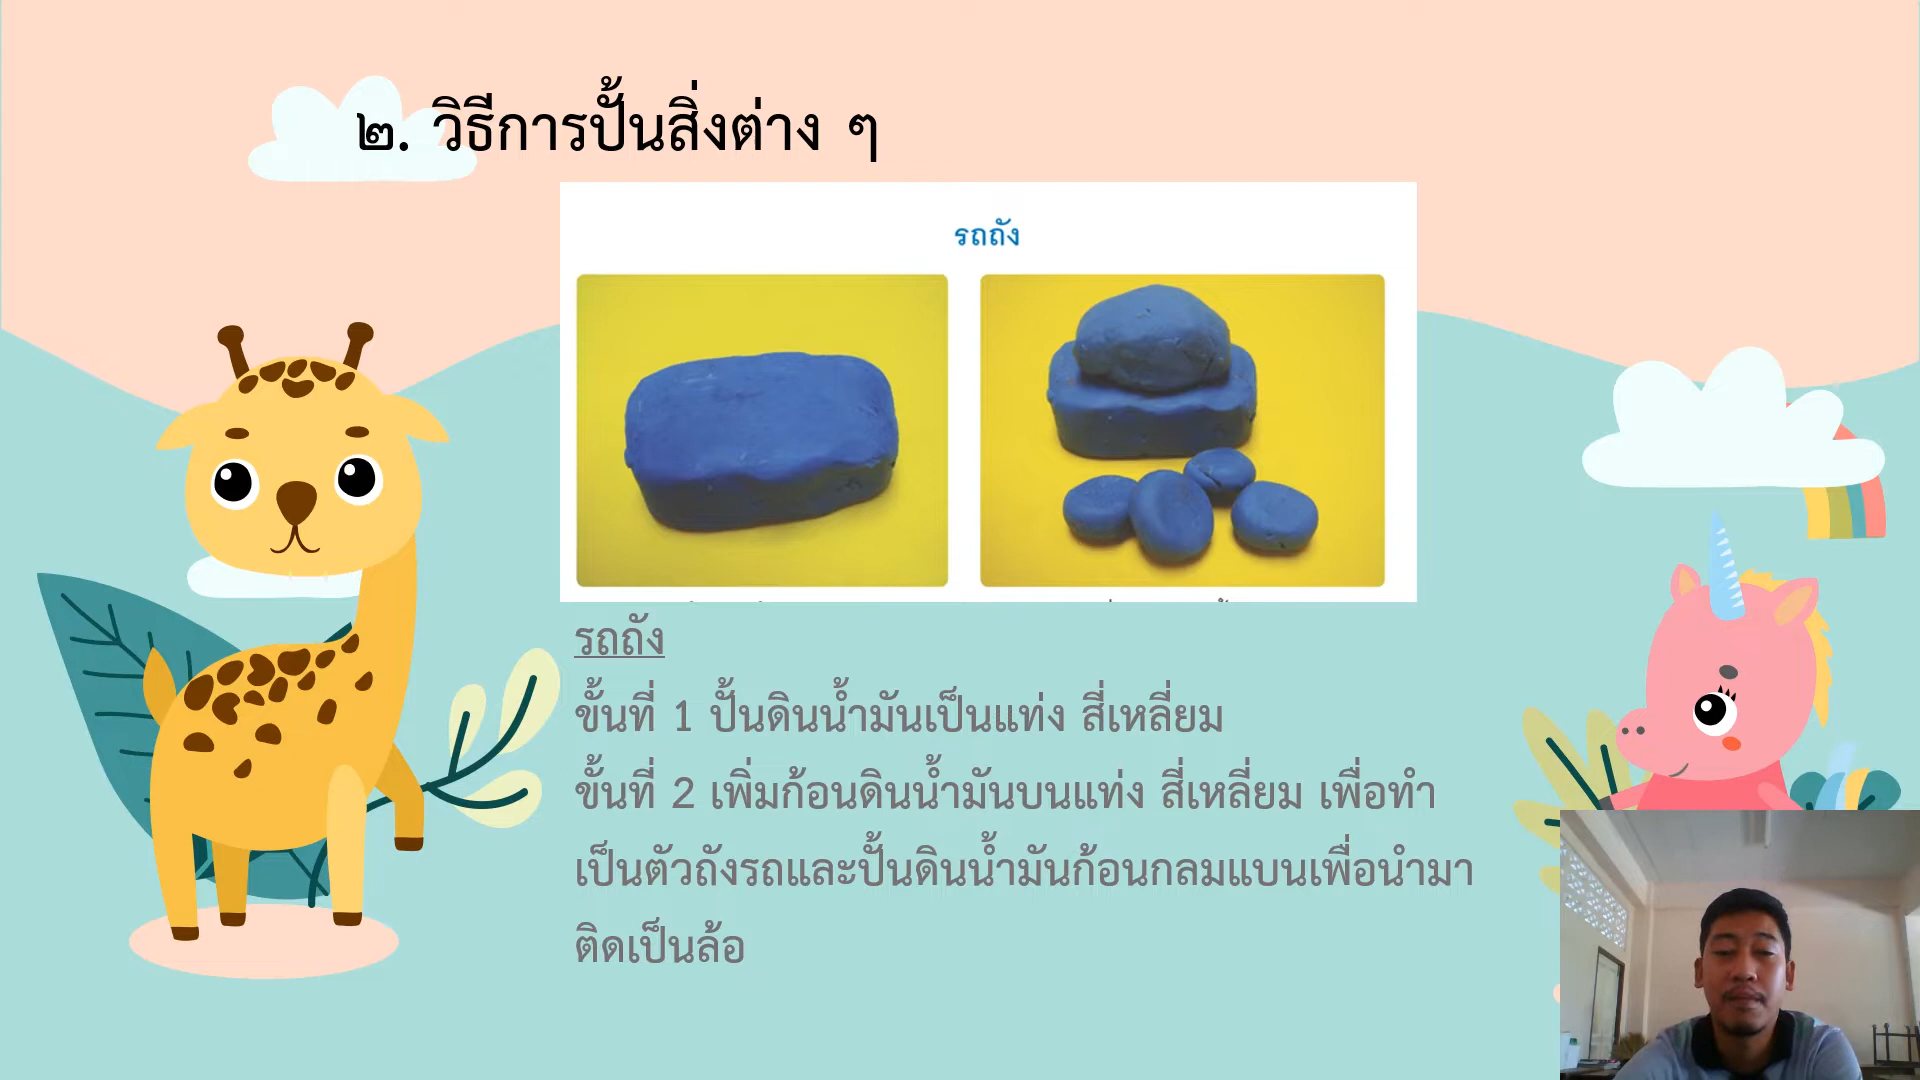 ๒. วิธีการปั้นสิ่งต่าง ๆ
รถถัง
รถถัง
ขั้นที่ 1 ปั้นดินน้ำมันเป็นแท่ง สี่เหลี่ยม
ขั้นที่ 2 เพิ่มก้อนดินน้ำมันบนแท่ง สี่เหลี่ยม เพื่อทำ
เป็นตัวถังรถและปั้นดินน้ำมันก้อนกลมแบนเพื่อนำมา
ติดเป็นล้อ